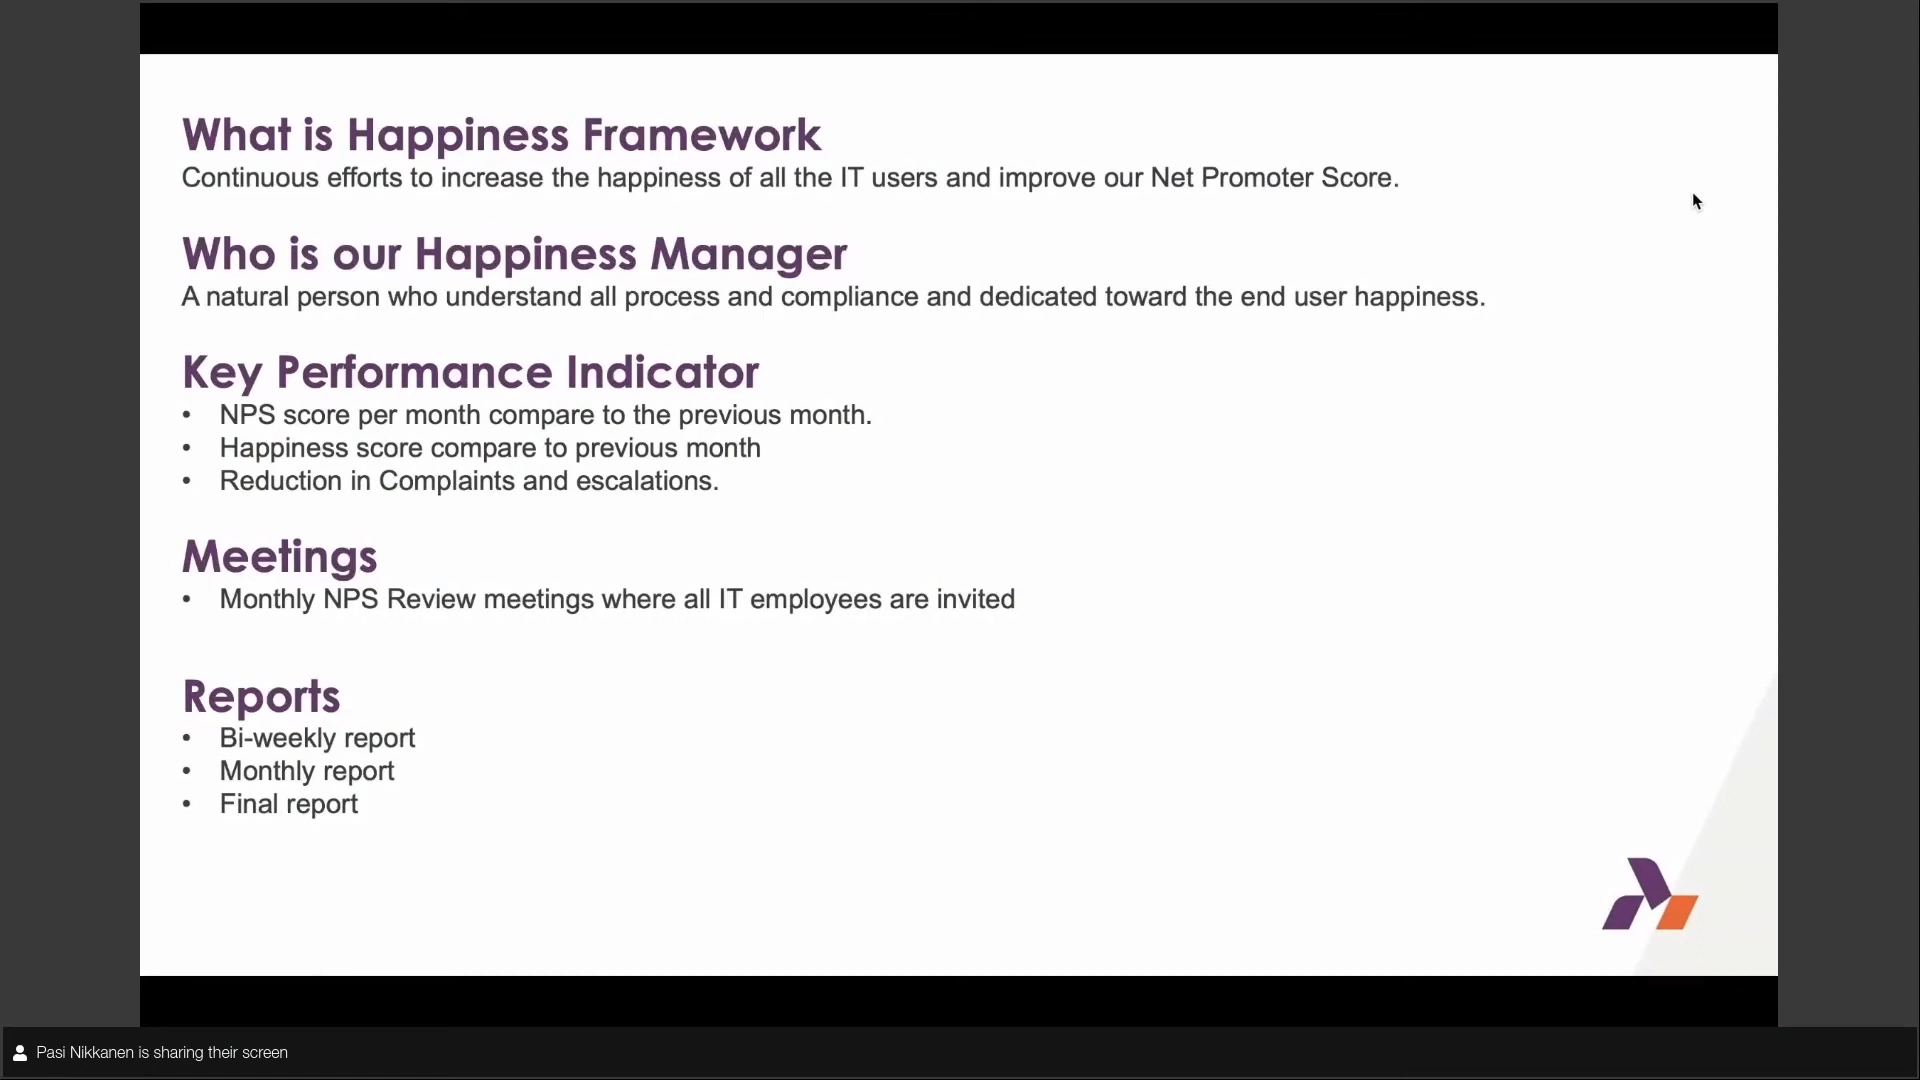 What is Happiness Framework
Continuous efforts to increase the happiness of all the IT users and improve our Net Promoter Score.
Who is our Happiness Manager
A natural person who understand all process and compliance and dedicated toward the end user happiness.
Key Performance Indicator
• NPS score per month compare to the previous month.
• Happiness score compare to previous month
• Reduction in Complaints and escalations.
Meetings
• Monthly NPS Review meetings where all IT employees are invited
Reports
• Bi-weekly report
• Monthly report
• Final report
Pasi Nikkanen is sharing their screen